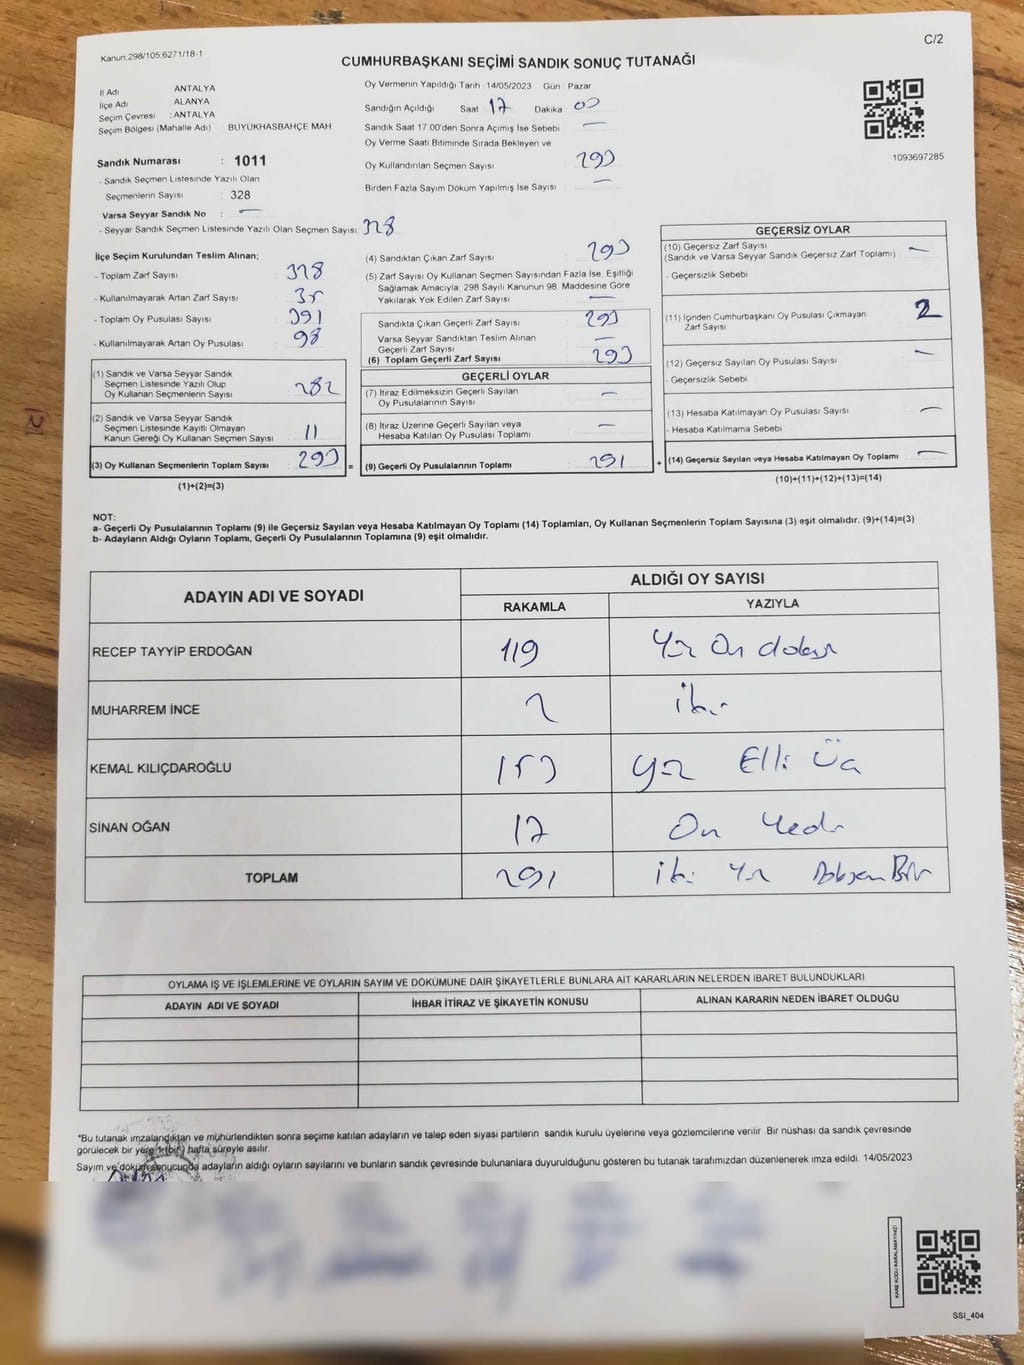 Kanun:298/105;6271/18-1
C/2
CUMHURBAŞKANI SEÇİMİ SANDIK SONUÇ TUTANAĞI
İl Adı ANTALYA
İlçe Adı ALANYA
Seçim Çevresi : ANTALYA
Seçim Bölgesi (Mahalle Adı) BÜYÜKHASBAHÇE MAH
Sandık Numarası : 1011
- Sandık Seçmen Listesinde Yazılı Olan
Seçmenlerin Sayısı : 328
Varsa Seyyar Sandık No : —
- Seyyar Sandık Seçmen Listesinde Yazılı Olan Seçmen Sayısı: 328
Oy Vermenin Yapıldığı Tarih :14/05/2023 Gün : Pazar
Sandığın Açıldığı Saat 17 Dakika 00
Sandık Saat 17:00'den Sonra Açımış İse Sebebi —
Oy Verme Saati Bitiminde Sırada Bekleyen ve
Oy Kullandırılan Seçmen Sayısı 293
Birden Fazla Sayım Döküm Yapılmış İse Sayısı —
1093697285
İlçe Seçim Kurulundan Teslim Alınan;
- Toplam Zarf Sayısı 328
- Kullanılmayarak Artan Zarf Sayısı 35
- Toplam Oy Pusulası Sayısı 391
- Kullanılmayarak Artan Oy Pusulası 98
(1) Sandık ve Varsa Seyyar Sandık
Seçmen Listesinde Yazılı Olup
Oy Kullanan Seçmenlerin Sayısı 282
(2) Sandık ve Varsa Seyyar Sandık
Seçmen Listesinde Kayıtlı Olmayan
Kanun Gereği Oy Kullanan Seçmen Sayısı 11
(3) Oy Kullanan Seçmenlerin Toplam Sayısı 293 =
(1)+(2)=(3)
(4) Sandıktan Çıkan Zarf Sayısı 293
(5) Zarf Sayısı Oy Kullanan Seçmen Sayısından Fazla İse, Eşitliği
Sağlamak Amacıyla; 298 Sayılı Kanunun 98. Maddesine Göre
Yakılarak Yok Edilen Zarf Sayısı —
Sandıkta Çıkan Geçerli Zarf Sayısı 293
Varsa Seyyar Sandıktan Teslim Alınan
Geçerli Zarf Sayısı —
(6) Toplam Geçerli Zarf Sayısı 293
GEÇERLİ OYLAR
(7) İtiraz Edilmeksizin Geçerli Sayılan
Oy Pusulalarının Sayısı —
(8) İtiraz Üzerine Geçerli Sayılan veya
Hesaba Katılan Oy Pusulası Toplamı —
(9) Geçerli Oy Pusulalarının Toplamı 291 +
GEÇERSİZ OYLAR
(10) Geçersiz Zarf Sayısı —
(Sandık ve Varsa Seyyar Sandık Geçersiz Zarf Toplamı)
- Geçersizlik Sebebi
(11) İçinden Cumhurbaşkanı Oy Pusulası Çıkmayan
Zarf Sayısı 2
(12) Geçersiz Sayılan Oy Pusulası Sayısı —
- Geçersizlik Sebebi
(13) Hesaba Katılmayan Oy Pusulası Sayısı —
- Hesaba Katılmama Sebebi
(14) Geçersiz Sayılan veya Hesaba Katılmayan Oy Toplamı —
(10)+(11)+(12)+(13)=(14)
NOT:
a- Geçerli Oy Pusulalarının Toplamı (9) ile Geçersiz Sayılan veya Hesaba Katılmayan Oy Toplamı (14) Toplamları, Oy Kullanan Seçmenlerin Toplam Sayısına (3) eşit olmalıdır. (9)+(14)=(3)
b- Adayların Aldığı Oyların Toplamı, Geçerli Oy Pusulalarının Toplamına (9) eşit olmalıdır.
ADAYIN ADI VE SOYADI ALDIĞI OY SAYISI
RAKAMLA YAZIYLA
RECEP TAYYİP ERDOĞAN 119 Yüz On dokuz
MUHARREM İNCE 2 iki
KEMAL KILIÇDAROĞLU 153 yüz Elli Üç
SİNAN OĞAN 17 On Yedi
TOPLAM 291 iki Yüz Doksan Bir
OYLAMA İŞ VE İŞLEMLERİNE VE OYLARIN SAYIM VE DÖKÜMÜNE DAİR ŞİKAYETLERLE BUNLARA AİT KARARLARIN NELERDEN İBARET BULUNDUKLARI
ADAYIN ADI VE SOYADI İHBAR İTİRAZ VE ŞİKAYETİN KONUSU ALINAN KARARIN NEDEN İBARET OLDUĞU
*Bu tutanak imzalandıktan ve mühürlendikten sonra seçime katılan adayların ve talep eden siyasi partilerin sandık kurulu üyelerine veya gözlemcilerine verilir .Bir nüshası da sandık çevresinde
görülecek bir yere 1 (bir) hafta süreyle asılır.
Sayım ve döküm sonucunda adayların aldığı oyların sayılarını ve bunların sandık çevresinde bulunanlara duyurulduğunu gösteren bu tutanak tarafımızdan düzenlenerek imza edildi. 14/05/2023
KARE KODU KARALAMAYINIZ!
SSI_404